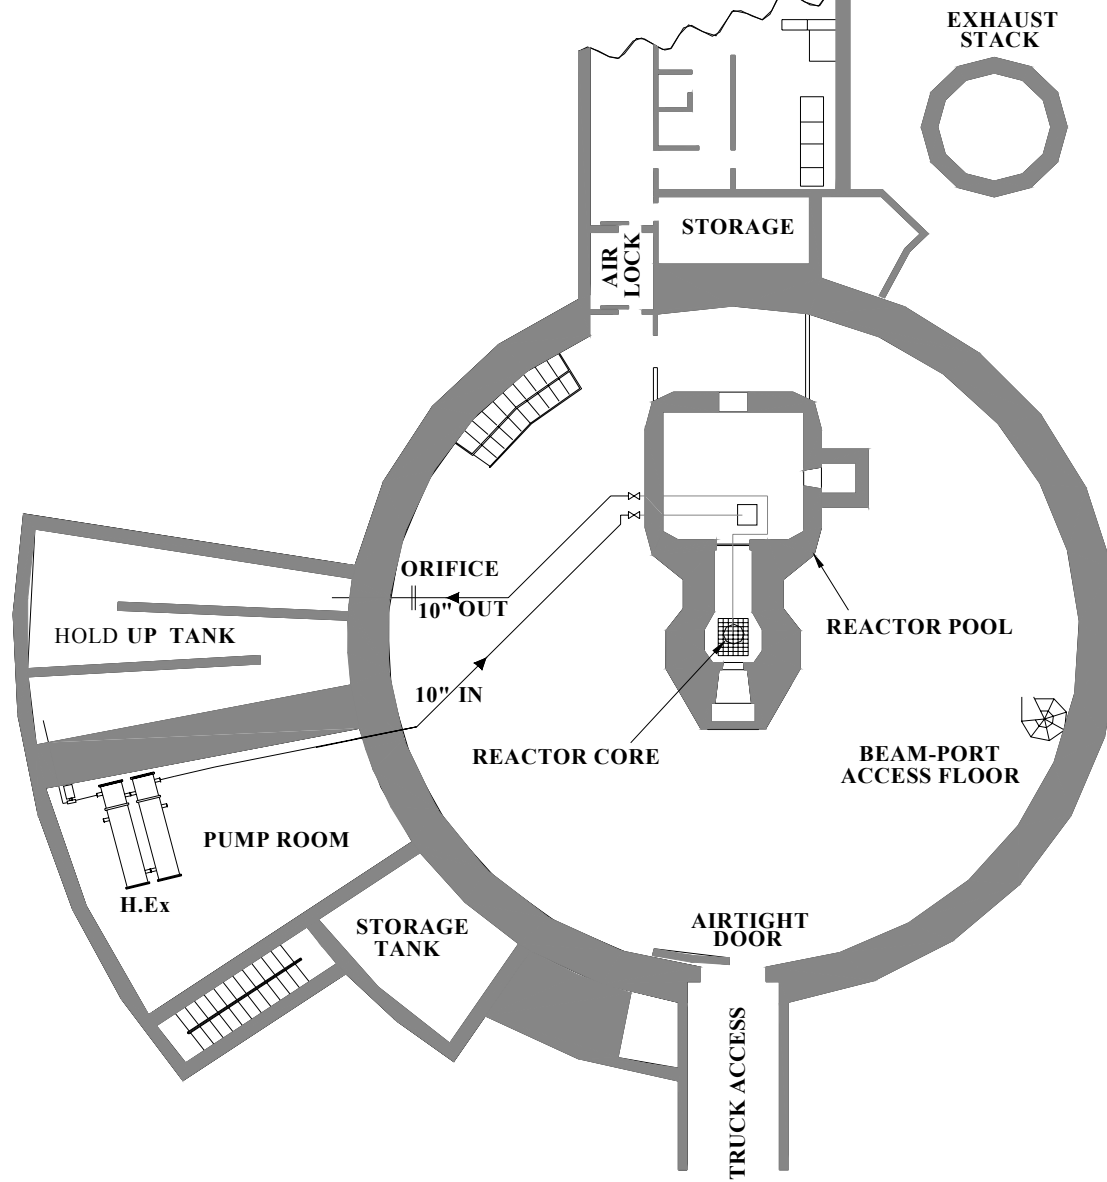 EXHAUST
STACK
STORAGE
AIR
LOCK
ORIFICE
10" OUT
HOLD UP TANK
REACTOR POOL
10" IN
REACTOR CORE
BEAM-PORT
ACCESS FLOOR
PUMP ROOM
H.Ex
STORAGE
TANK
AIRTIGHT
DOOR
TRUCK ACCESS